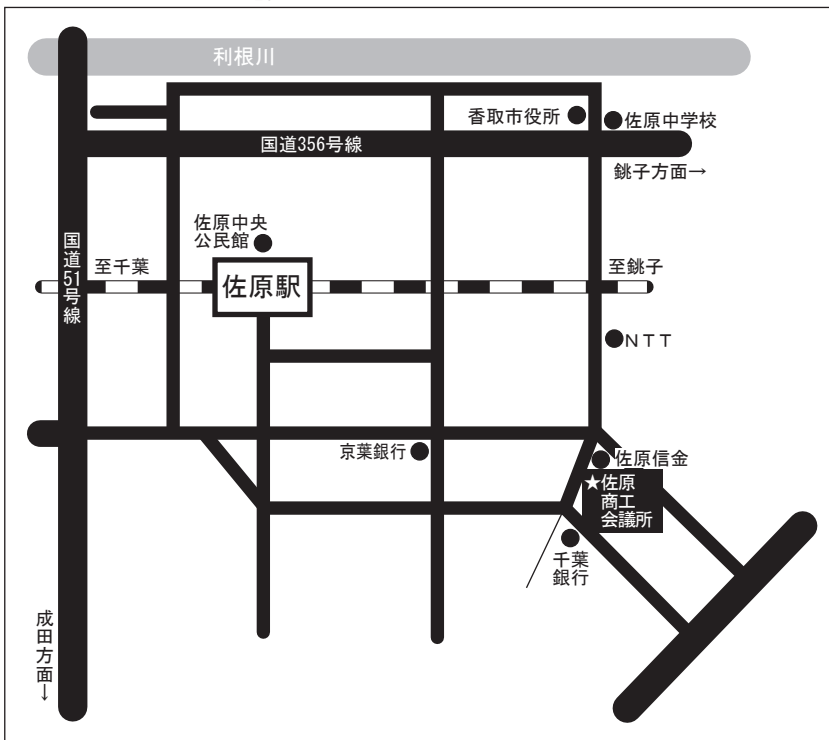 利根川
香取市役所
佐原中学校
国道356号線
銚子方面→
佐原中央
公民館
国道51号線
至千葉
佐原駅
至銚子
NTT
京葉銀行
佐原信金
★佐原
商工
会議所
千葉
銀行
成田方面→